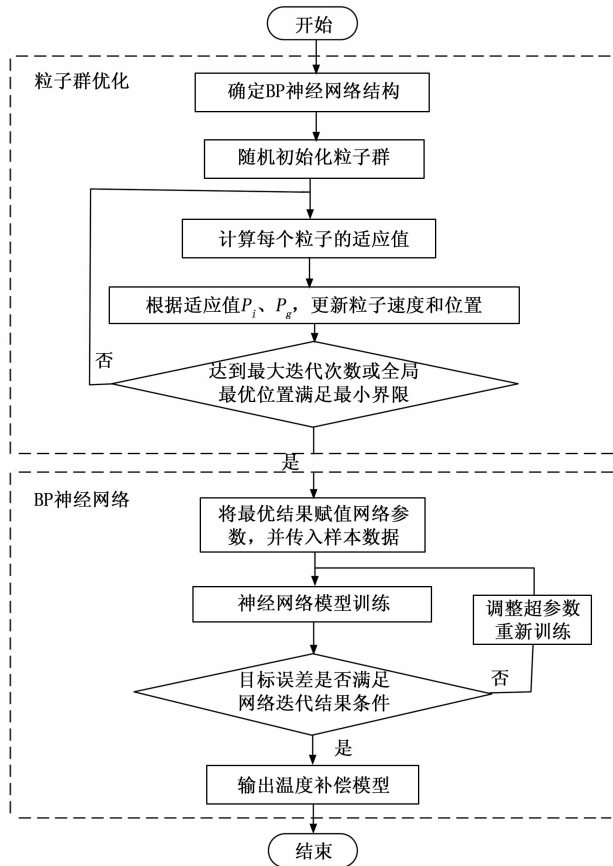 开始
粒子群优化
确定BP神经网络结构
随机初始化粒子群
计算每个粒子的适应值
根据适应值Pi、Pg，更新粒子速度和位置
否
达到最大迭代次数或全局
最优位置满足最小界限
是
BP神经网络
将最优结果赋值网络参
数，并传入样本数据
神经网络模型训练
调整超参数
重新训练
目标误差是否满足
网络迭代结果条件
否
是
输出温度补偿模型
结束